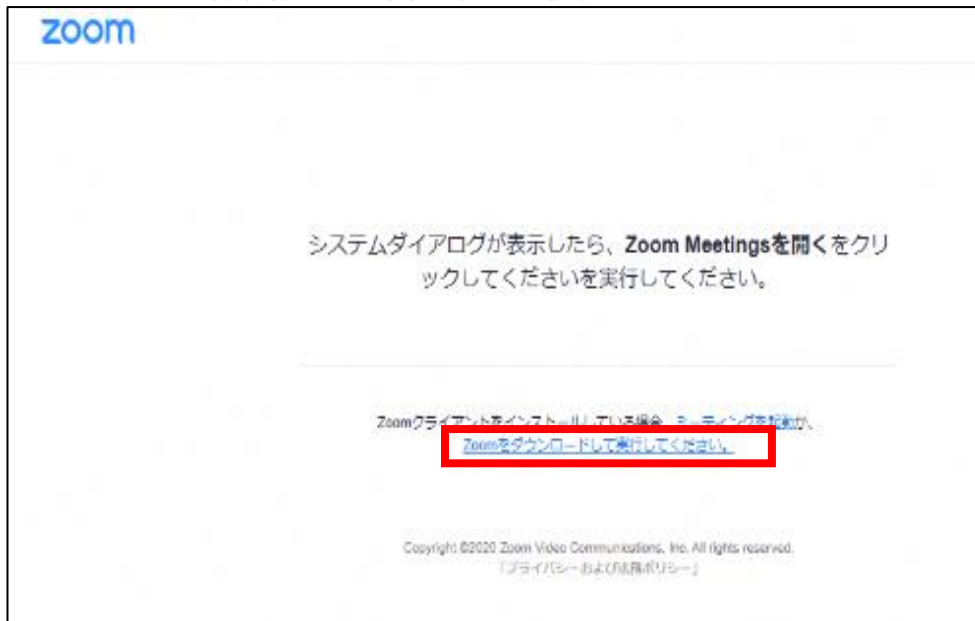 zoom
システムダイアログが表示したら、Zoom Meetingsを開くをクリ
ックしてくださいを実行してください。
Zoomクライアントをインストールしている場合、ミーティングを起動が、
Zoomをダウンロードして実行してください。
Copyright ©2020 Zoom Video Communications, Inc. All rights reserved.
「プライバシーおよび法務ポリシー」